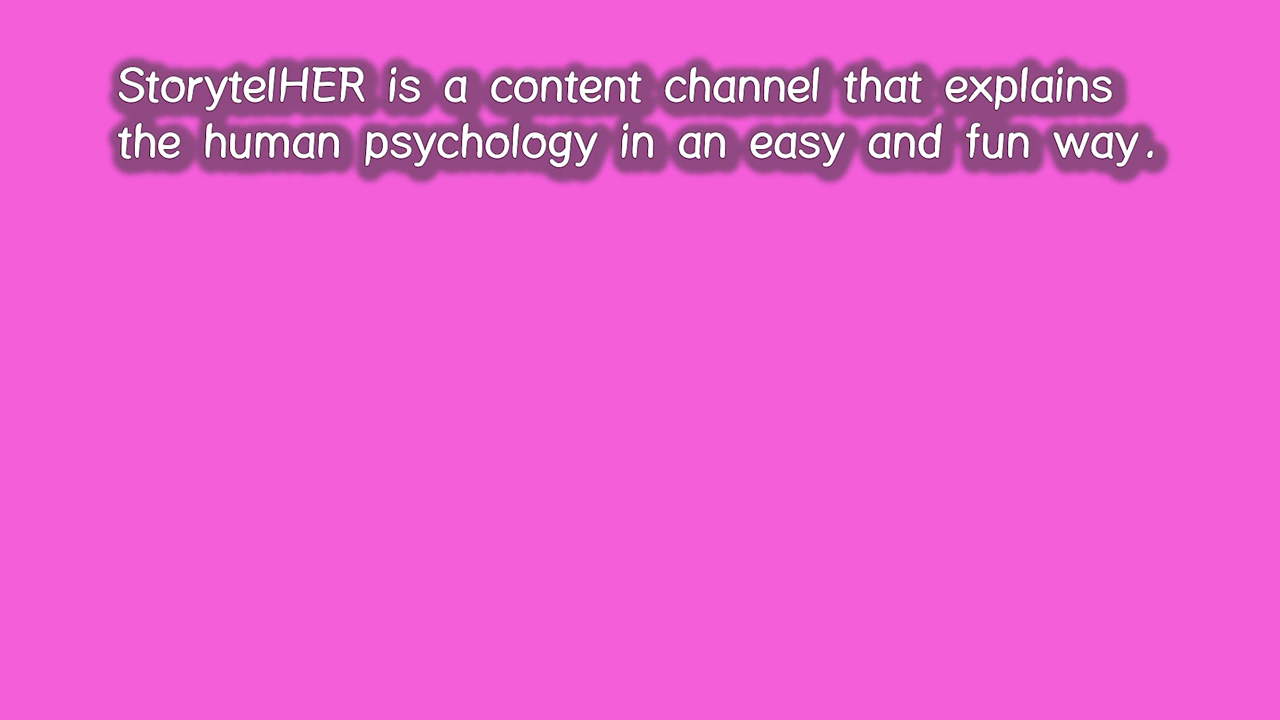 StorytelHER is a content channel that explains
the human psychology in an easy and fun way.